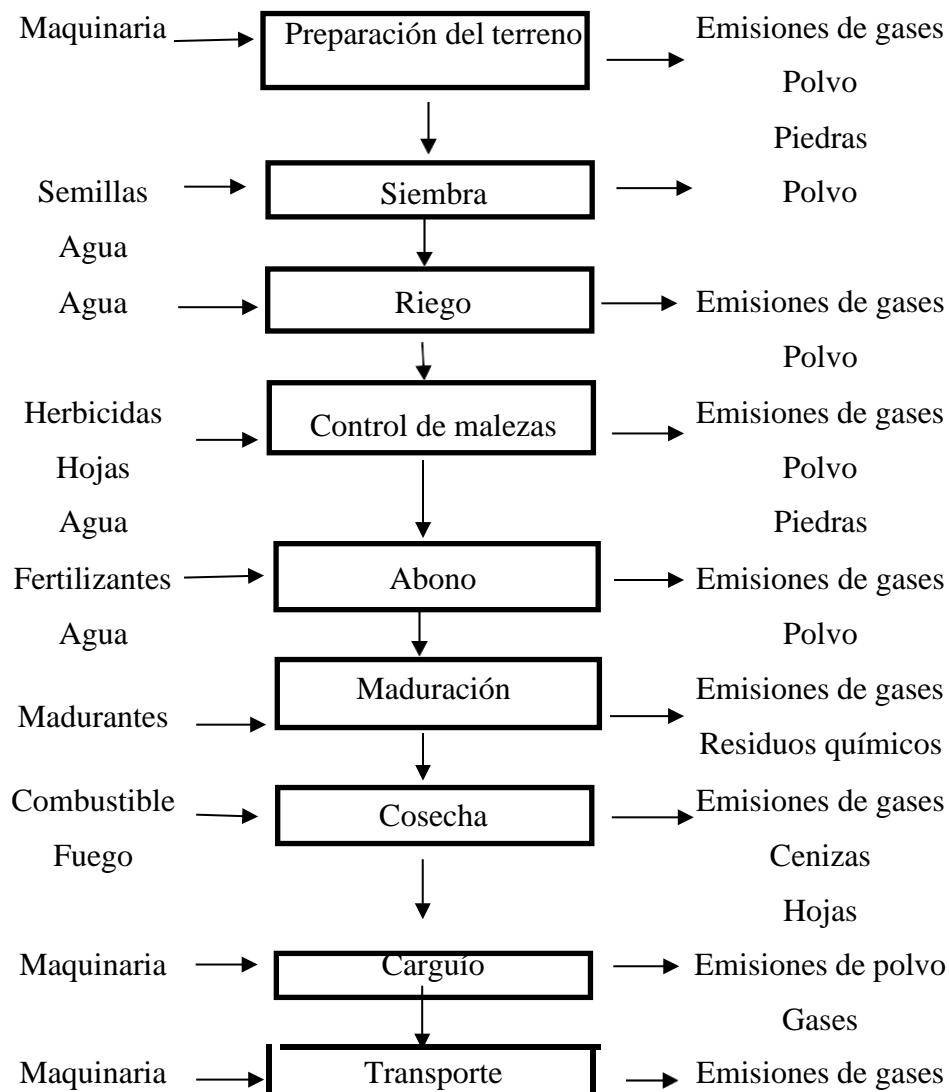 Maquinaria
Preparación del terreno
Emisiones de gases
Polvo
Piedras
Semillas
Agua
Siembra
Polvo
Agua
Riego
Emisiones de gases
Polvo
Herbicidas
Hojas
Agua
Control de malezas
Emisiones de gases
Polvo
Piedras
Fertilizantes
Agua
Abono
Emisiones de gases
Polvo
Madurantes
Maduración
Emisiones de gases
Residuos químicos
Combustible
Fuego
Cosecha
Emisiones de gases
Cenizas
Hojas
Maquinaria
Carguío
Emisiones de polvo
Gases
Maquinaria
Transporte
Emisiones de gases